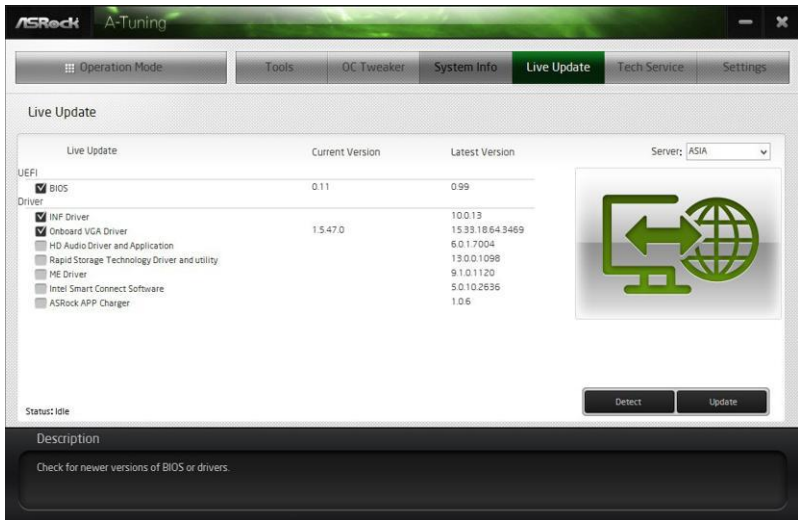 ASRock A-Tuning
Operation Mode Tools OC Tweaker System Info Live Update Tech Service Settings
Live Update
Live Update Current Version Latest Version Server: ASIA
UEFI
BIOS 0.11 0.99
Driver
INF Driver 10.0.13
Onboard VGA Driver 1.5.47.0 15.33.18.64.3469
HD Audio Driver and Application 6.0.1.7004
Rapid Storage Technology Driver and utility 13.0.0.1098
ME Driver 9.1.0.1120
Intel Smart Connect Software 5.0.10.2636
ASRock APP Charger 1.0.6
Detect Update
Status: Idle
Description
Check for newer versions of BIOS or drivers.